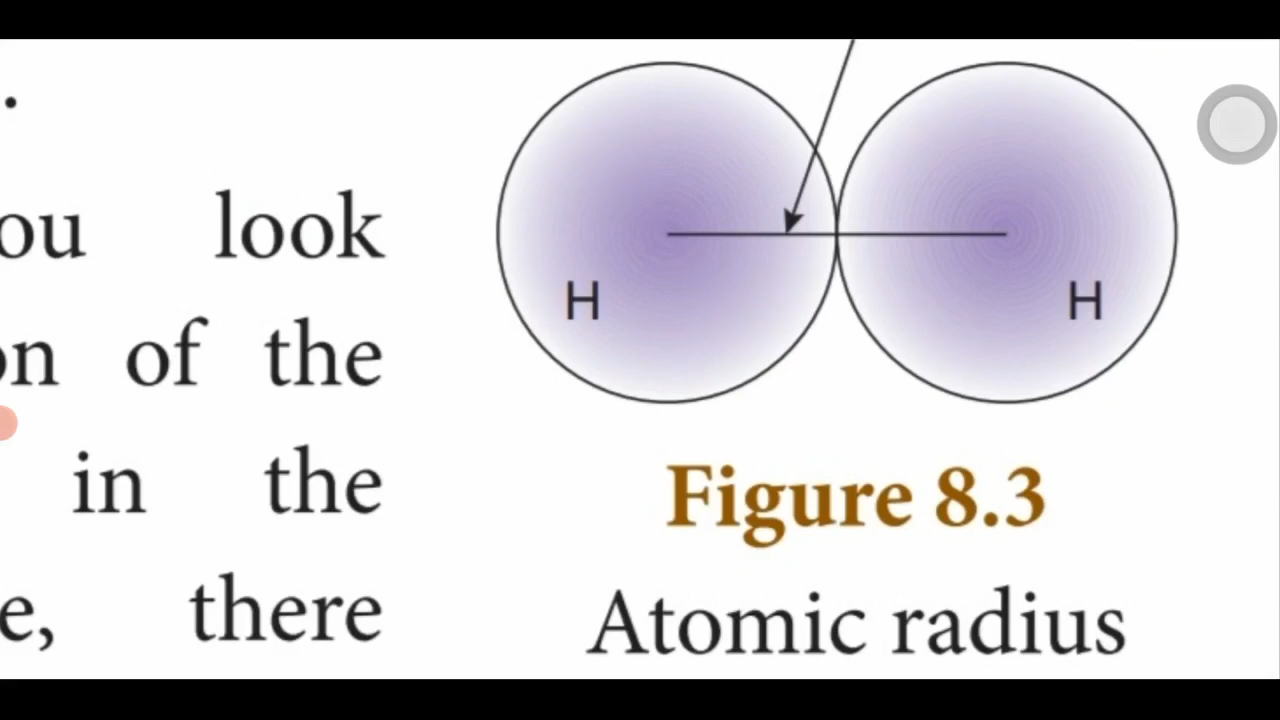 .
ou look
on of the
in the
e, there
H H
Figure 8.3
Atomic radius